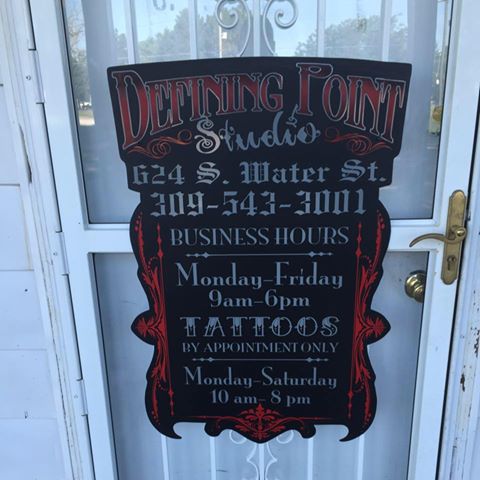 Defining Point
Studio
624 S. Water St.
309-543-3001
BUSINESS HOURS
Monday-Friday
9am-6pm
TATTOOS
BY APPOINTMENT ONLY
Monday-Saturday
10 am-8 pm